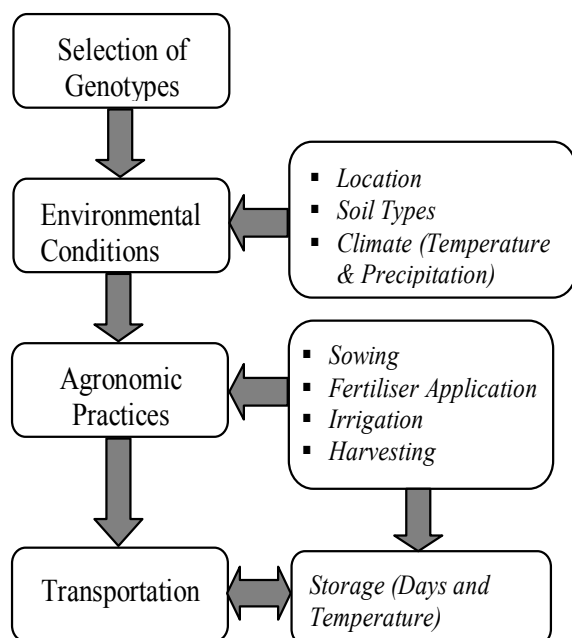 Selection of
Genotypes
Environmental
Conditions
▪ Location
▪ Soil Types
▪ Climate (Temperature
& Precipitation)
Agronomic
Practices
▪ Sowing
▪ Fertiliser Application
▪ Irrigation
▪ Harvesting
Transportation
Storage (Days and
Temperature)